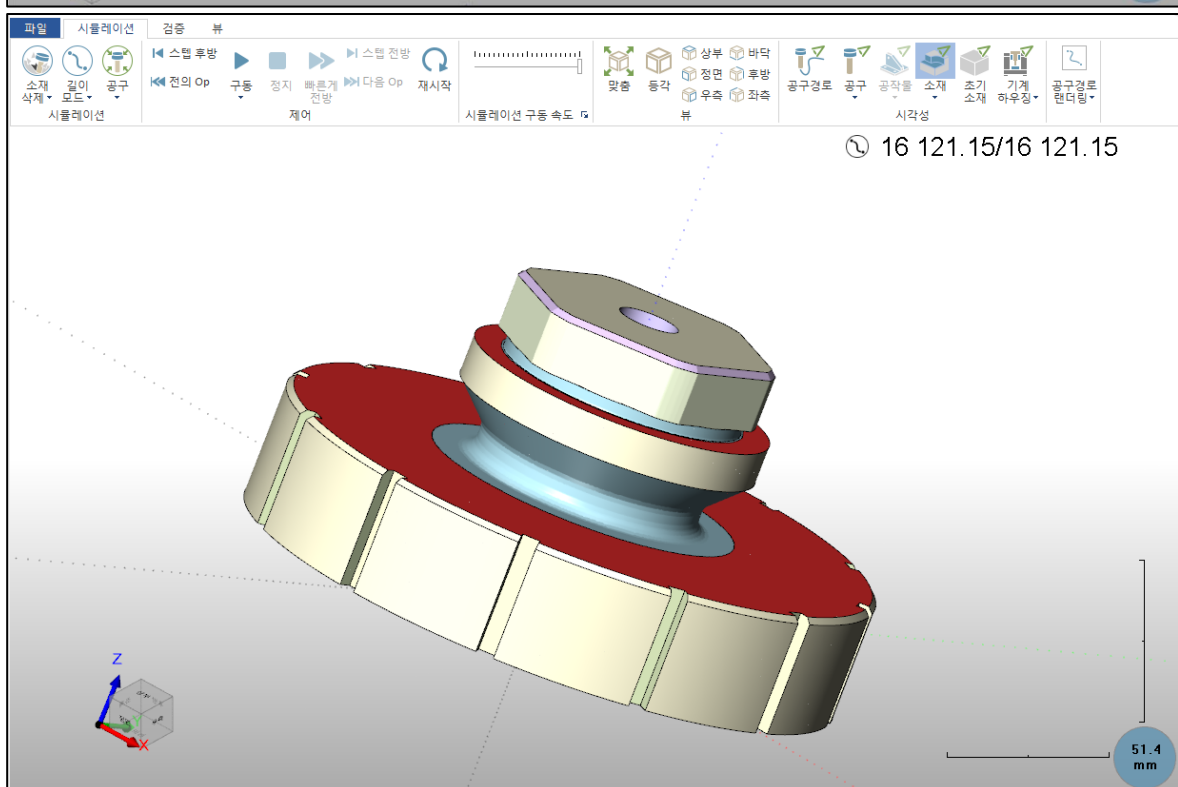 파일 시뮬레이션 검증 뷰
소재 삭제 길이 모드 공구
스텝 후방 구동 정지 빠르게 전방 스텝 전방 재시작
전의 Op 다음 Op
맞춤 등각 상부 바닥
정면 후방
우측 좌측
공구경로 공구 공작물 소재 초기 소재 기계 하우징 공구경로 랜더링
시뮬레이션 제어 시뮬레이션 구동 속도 뷰 가시성
16 121.15/16 121.15
Z
X
51.4
mm